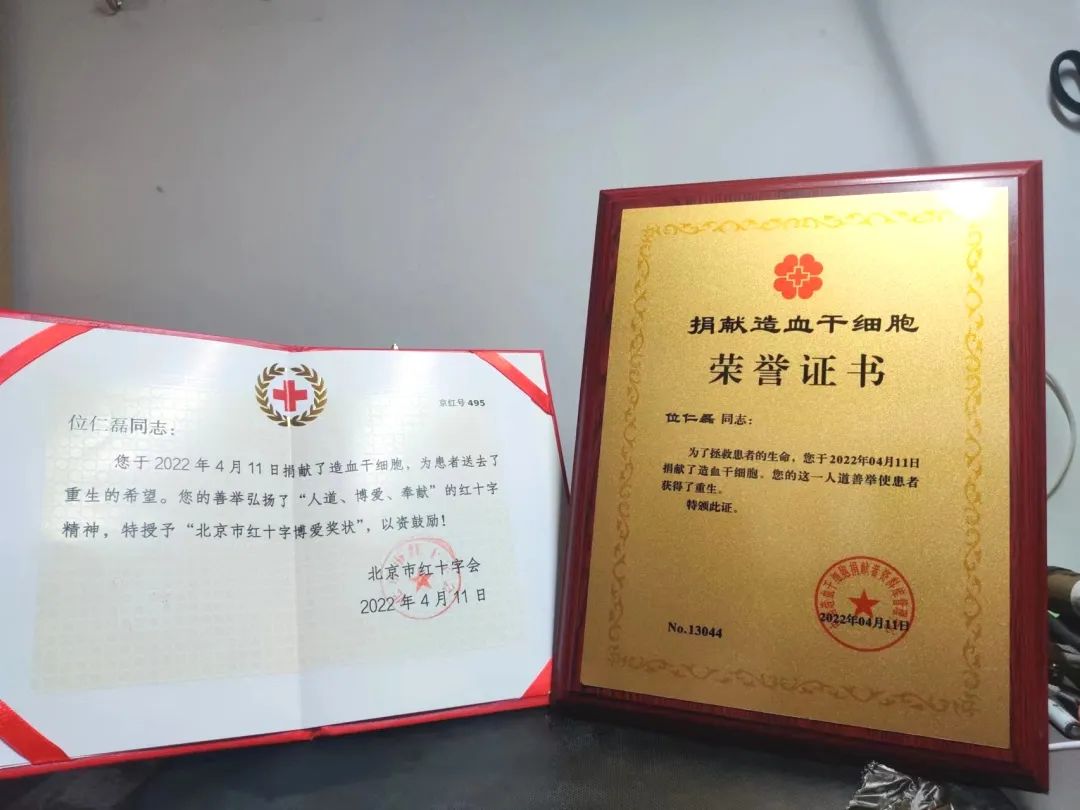 京红号 495
位仁磊同志：
您于 2022 年 4 月 11 日捐献了造血干细胞，为患者送去了
重生的希望。您的善举弘扬了“人道、博爱、奉献”的红十字
精神，特授予“北京市红十字博爱奖状”，以资鼓励！
北京市红十字会
2022 年 4 月 11 日
捐献造血干细胞
荣誉证书
位仁磊 同志：
为了拯救患者的生命，您于2022年04月11日
捐献了造血干细胞。您的这一人道善举使患者
获得了重生。
特颁此证。
2022年04月11日
No.13044